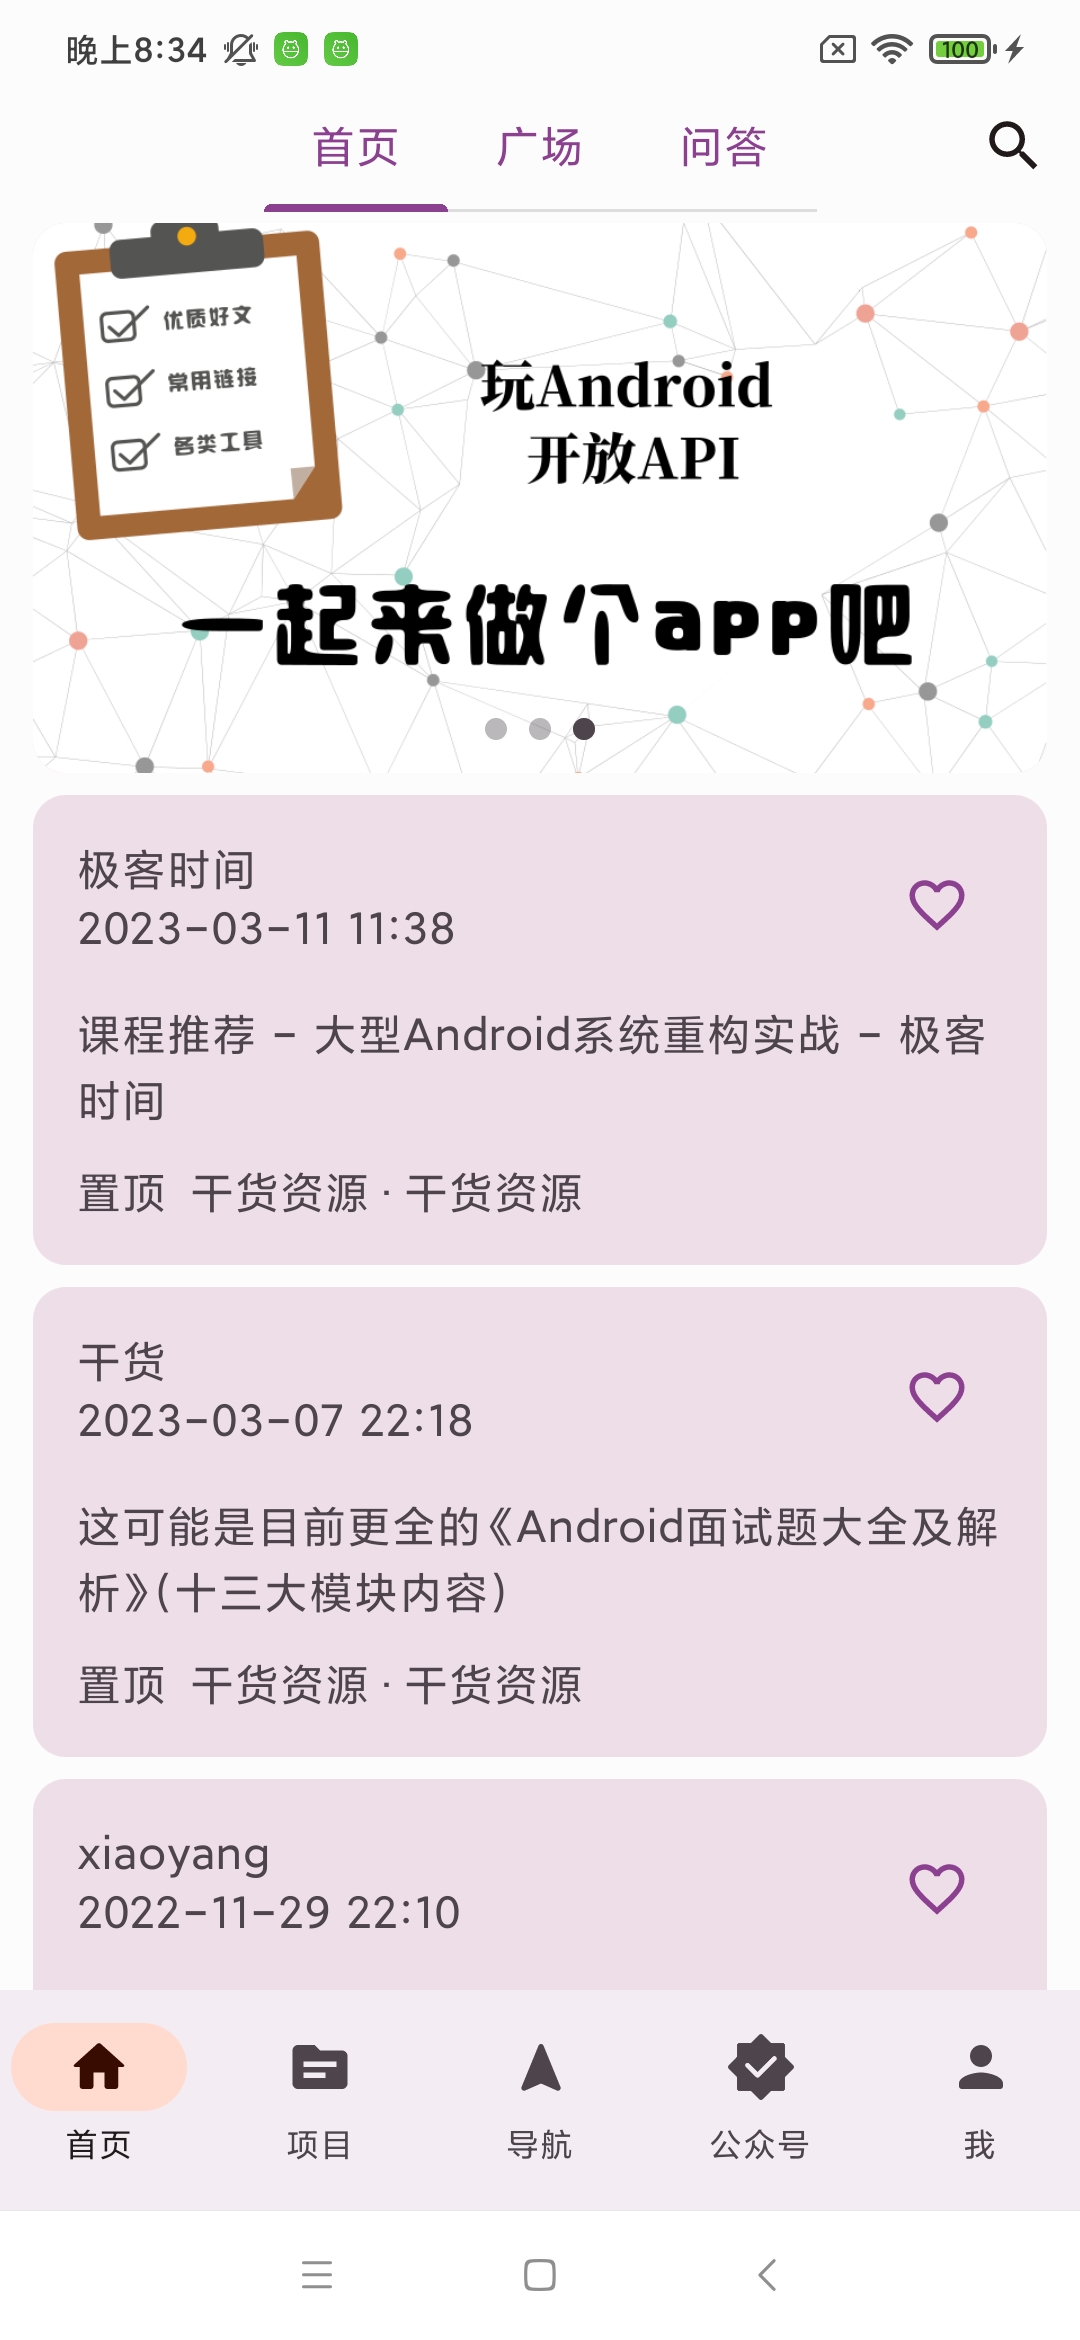 晚上8:34
100
首页 广场 问答
优质好文
常用链接
各类工具
玩Android
开放API
一起来做个app吧
极客时间
2023-03-11 11:38
课程推荐 - 大型Android系统重构实战 - 极客
时间
置顶 干货资源 · 干货资源
干货
2023-03-07 22:18
这可能是目前更全的《Android面试题大全及解
析》(十三大模块内容)
置顶 干货资源 · 干货资源
xiaoyang
2022-11-29 22:10
首页 项目 导航 公众号 我